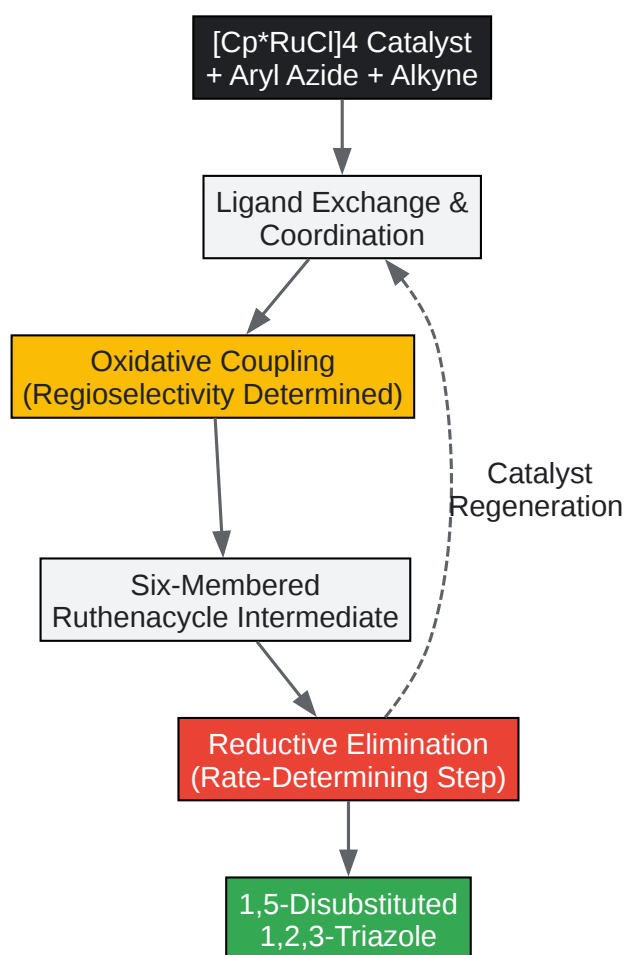 [Cp*RuCl]4 Catalyst
+ Aryl Azide + Alkyne
Ligand Exchange &
Coordination
Oxidative Coupling
(Regioselectivity Determined)
Catalyst
Regeneration
Six-Membered
Ruthenacycle Intermediate
Reductive Elimination
(Rate-Determining Step)
1,5-Disubstituted
1,2,3-Triazole